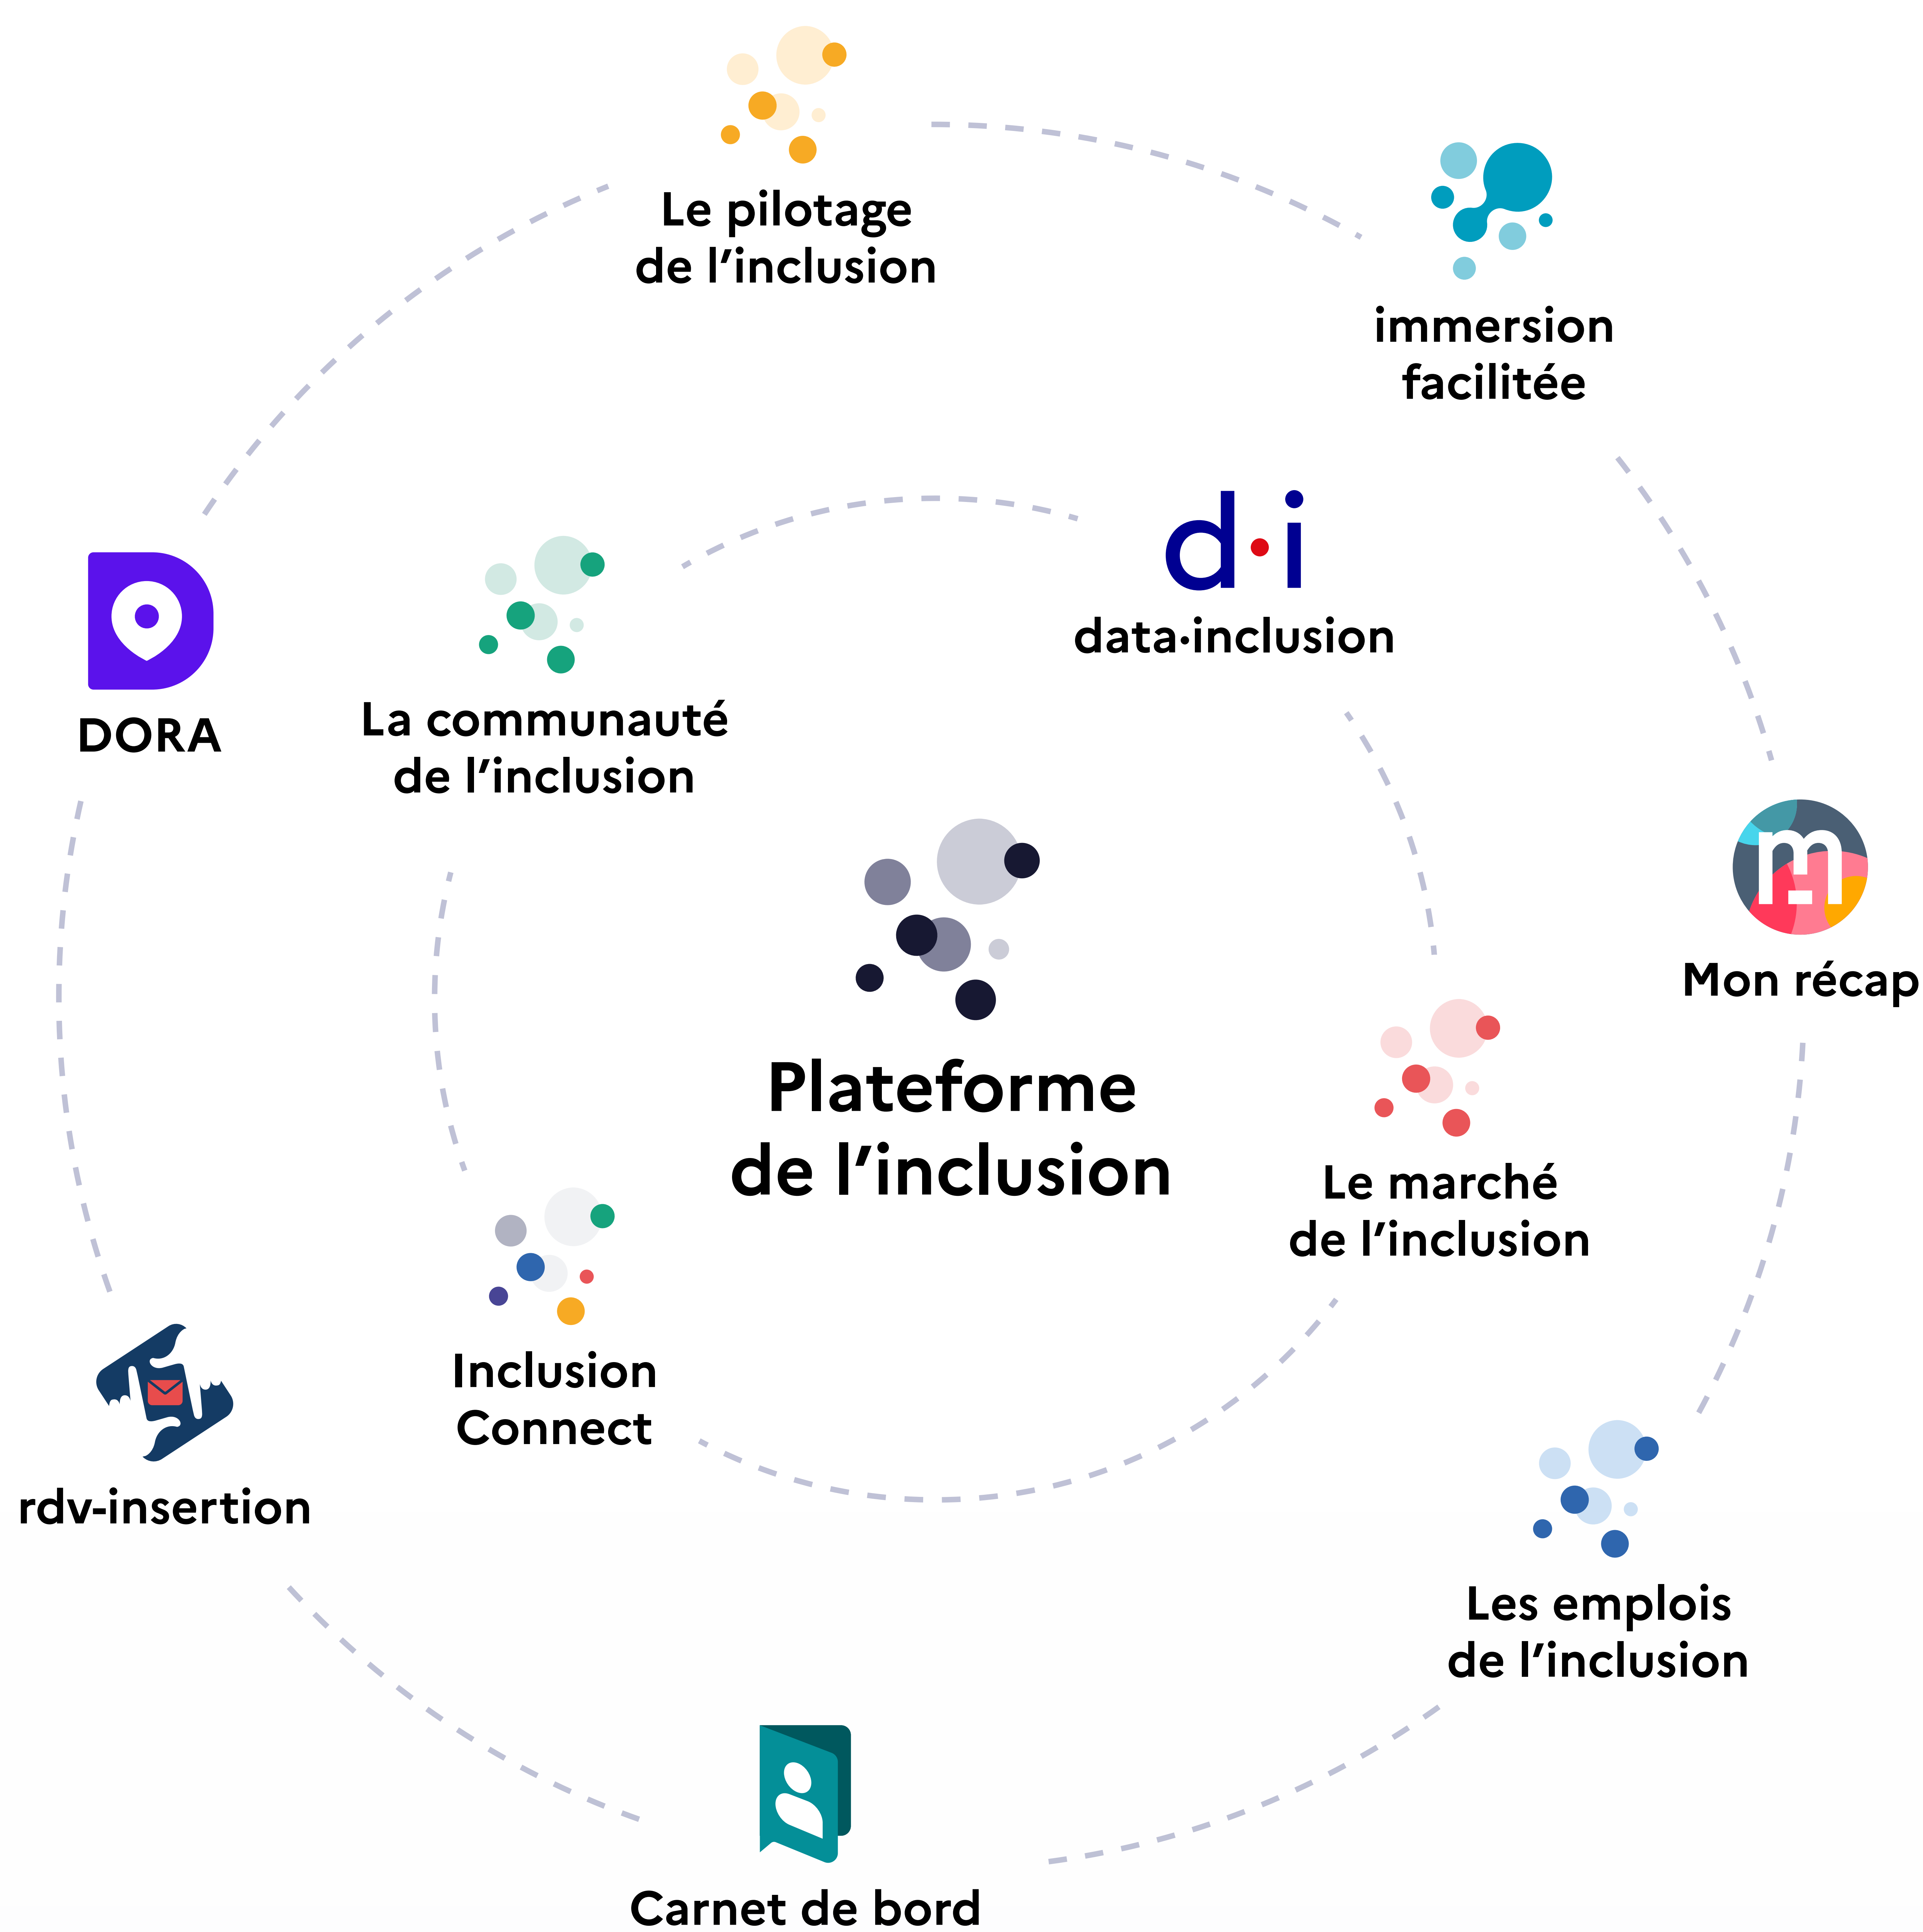 Le pilotage
de l'inclusion
immersion
facilitée
d·i
data·inclusion
DORA
La communauté
de l'inclusion
m
Mon récap
Plateforme
de l'inclusion
Le marché
de l'inclusion
Inclusion
Connect
rdv-insertion
Les emplois
de l'inclusion
Carnet de bord